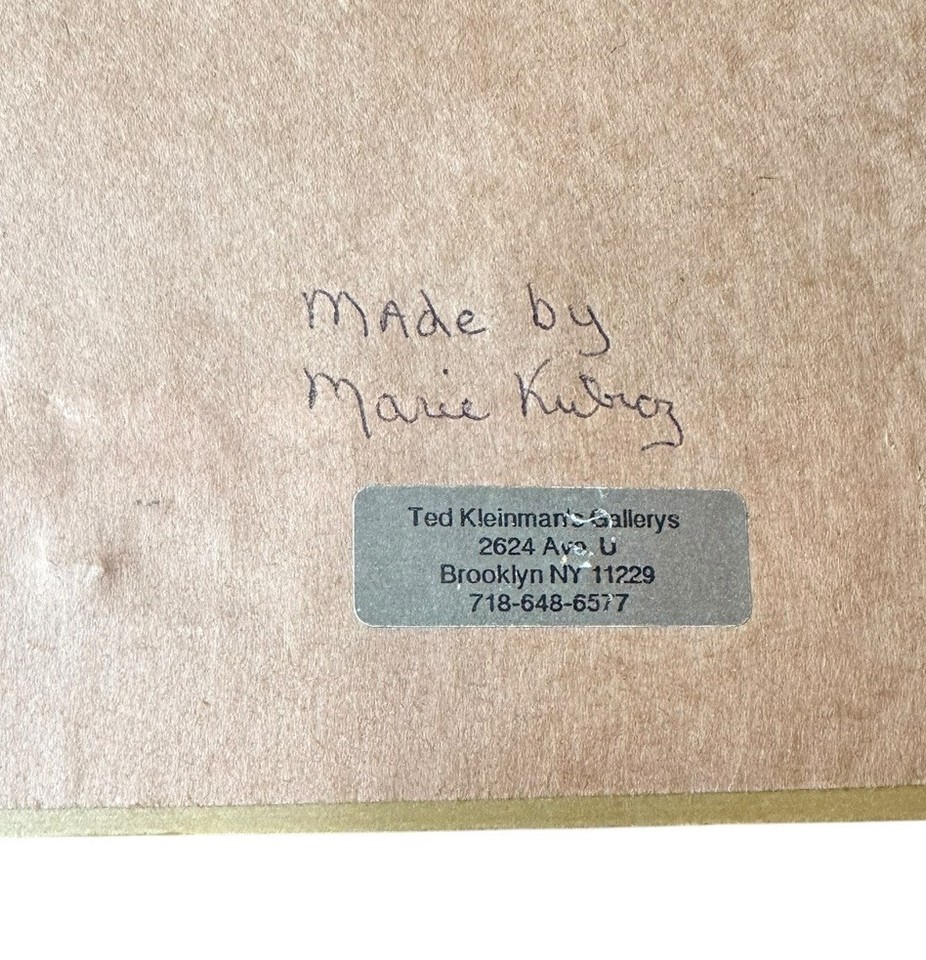 MAde by
Marie Kubroz
Ted Kleinman's Gallerys
2624 Ave. U
Brooklyn NY 11229
718-648-6577